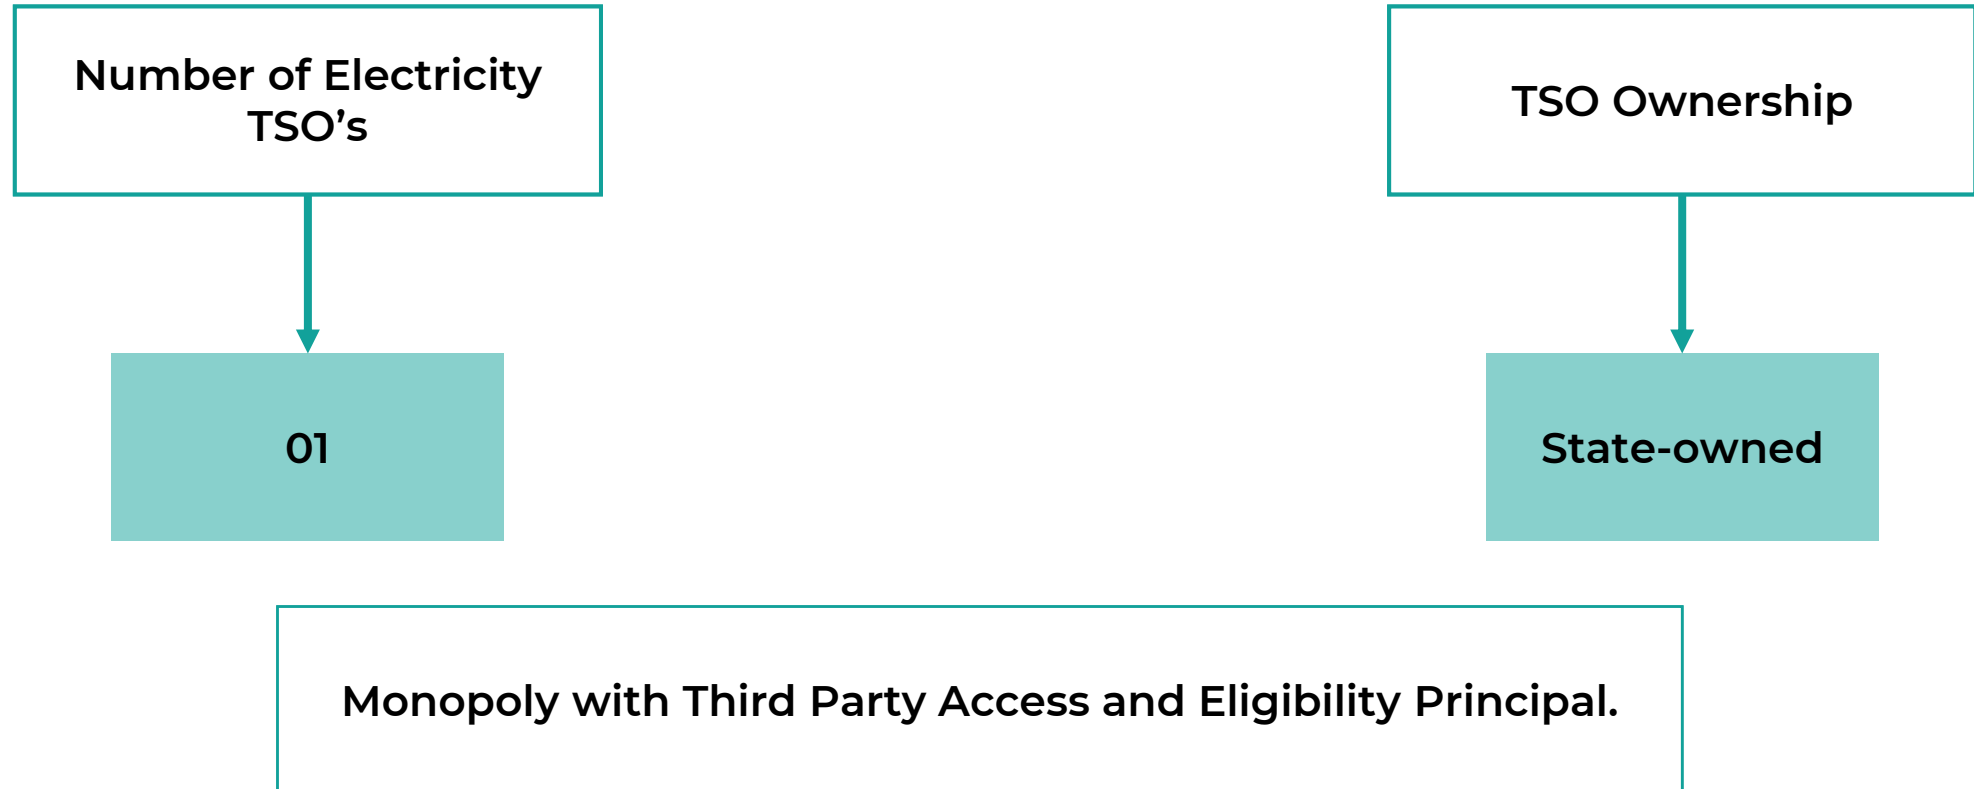 Number of Electricity
TSO’s
TSO Ownership
01
State-owned
Monopoly with Third Party Access and Eligibility Principal.